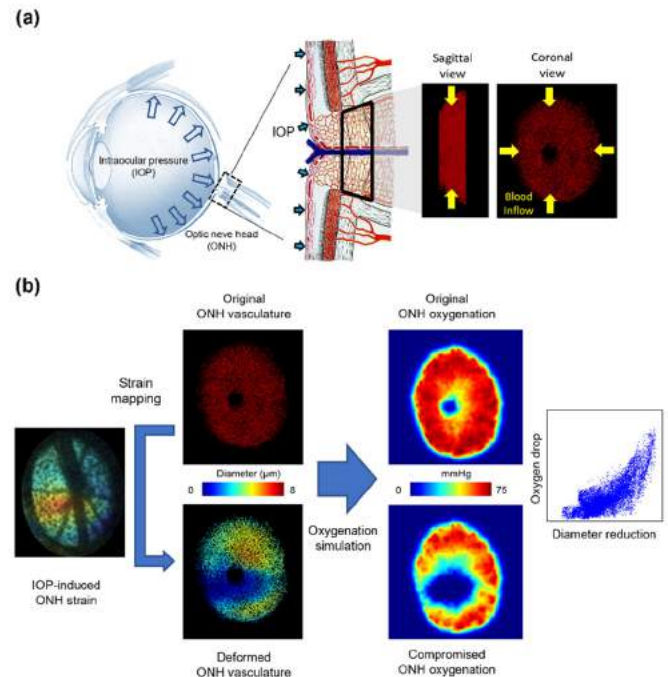 (a)
Sagittal
view
Coronal
view
IOP
Intraocular pressure
(IOP)
Blood
Inflow
Optic neve head
(ONH)
(b)
Original
ONH vasculature
Original
ONH oxygenation
Strain
mapping
Diameter (µm)
0
8
mmHg
0
75
Oxygen drop
Diameter reduction
Oxygenation
simulation
IOP-induced
ONH strain
Deformed
ONH vasculature
Compromised
ONH oxygenation